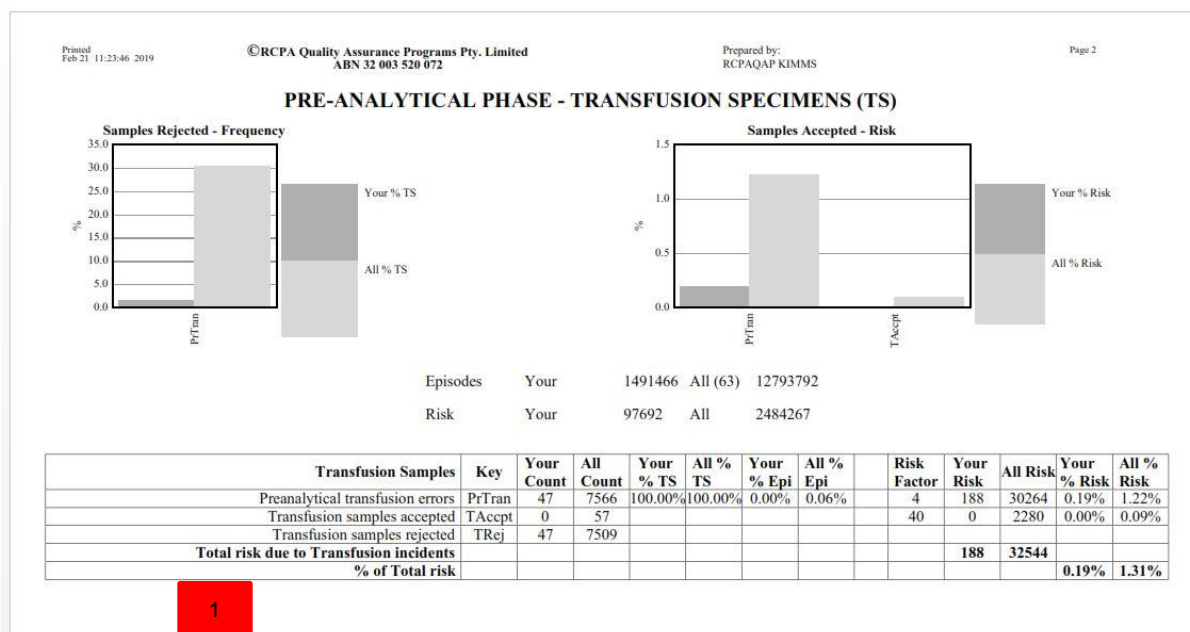 Printed
Feb 21 11:23:46 2019
©RCPA Quality Assurance Programs Pty. Limited
ABN 32 003 520 072
Prepared by:
RCPAQAP KIMMS
Page 2
PRE-ANALYTICAL PHASE - TRANSFUSION SPECIMENS (TS)
Samples Rejected - Frequency
35.0
30.0
25.0
20.0
15.0
10.0
5.0
0.0
%
PrTran
Your % TS
All % TS
Samples Accepted - Risk
1.5
1.0
0.5
0.0
%
PrTran
TAccpt
Your % Risk
All % Risk
Episodes Your 1491466 All (63) 12793792
Risk Your 97692 All 2484267
Transfusion Samples Key Your Count All Count Your % TS All % TS Your % Epi All % Epi Risk Factor Your Risk All Risk Your % Risk All % Risk
Preanalytical transfusion errors PrTran 47 7566 100.00% 100.00% 0.00% 0.06% 4 188 30264 0.19% 1.22%
Transfusion samples accepted TAccpt 0 57 40 0 2280 0.00% 0.09%
Transfusion samples rejected TRej 47 7509
Total risk due to Transfusion incidents 188 32544
% of Total risk 0.19% 1.31%
1